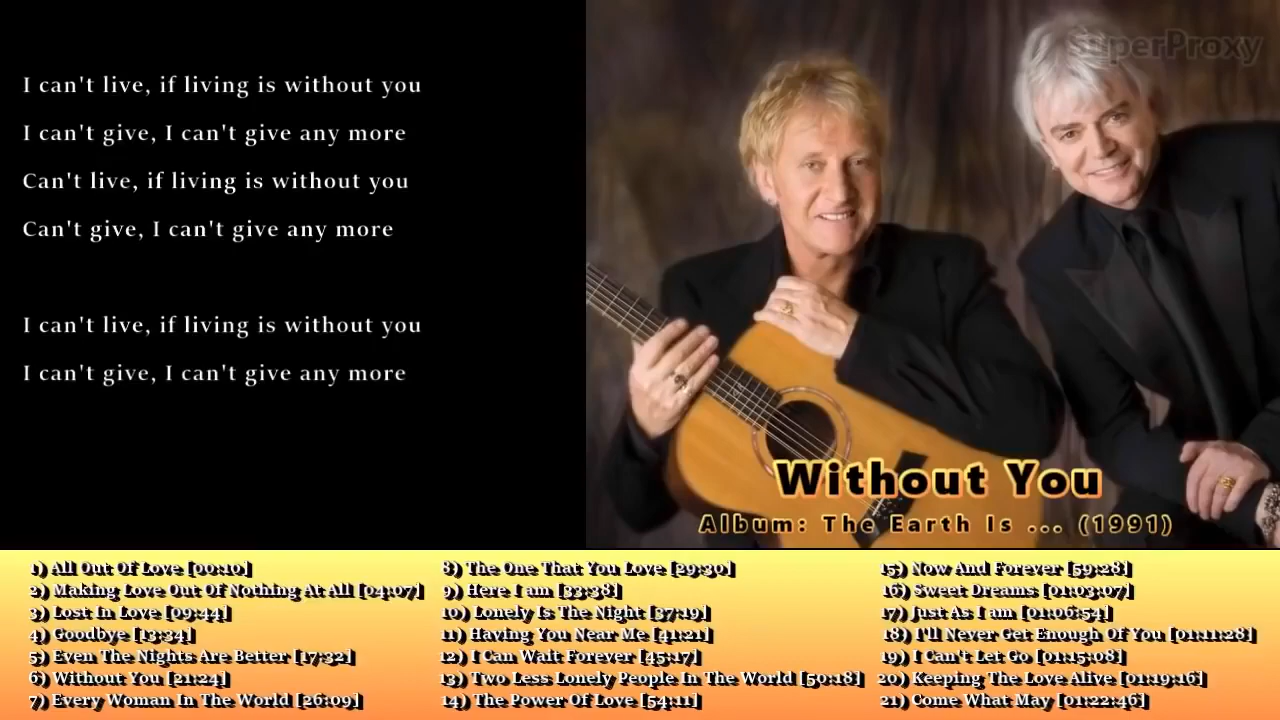 I can't live, if living is without you
I can't give, I can't give any more
Can't live, if living is without you
Can't give, I can't give any more
I can't live, if living is without you
I can't give, I can't give any more
SuperProxy
Without You
Album: The Earth Is ... (1991)
1) All Out Of Love [00:10]
2) Making Love Out Of Nothing At All [04:07]
3) Lost In Love [09:44]
4) Goodbye [13:34]
5) Even The Nights Are Better [17:32]
6) Without You [21:24]
7) Every Woman In The World [26:09]
8) The One That You Love [29:30]
9) Here I am [33:38]
10) Lonely Is The Night [37:19]
11) Having You Near Me [41:21]
12) I Can Wait Forever [45:17]
13) Two Less Lonely People In The World [50:18]
14) The Power Of Love [54:11]
15) Now And Forever [59:28]
16) Sweet Dreams [01:03:07]
17) Just As I am [01:06:54]
18) I'll Never Get Enough Of You [01:11:28]
19) I Can't Let Go [01:15:08]
20) Keeping The Love Alive [01:19:16]
21) Come What May [01:22:46]